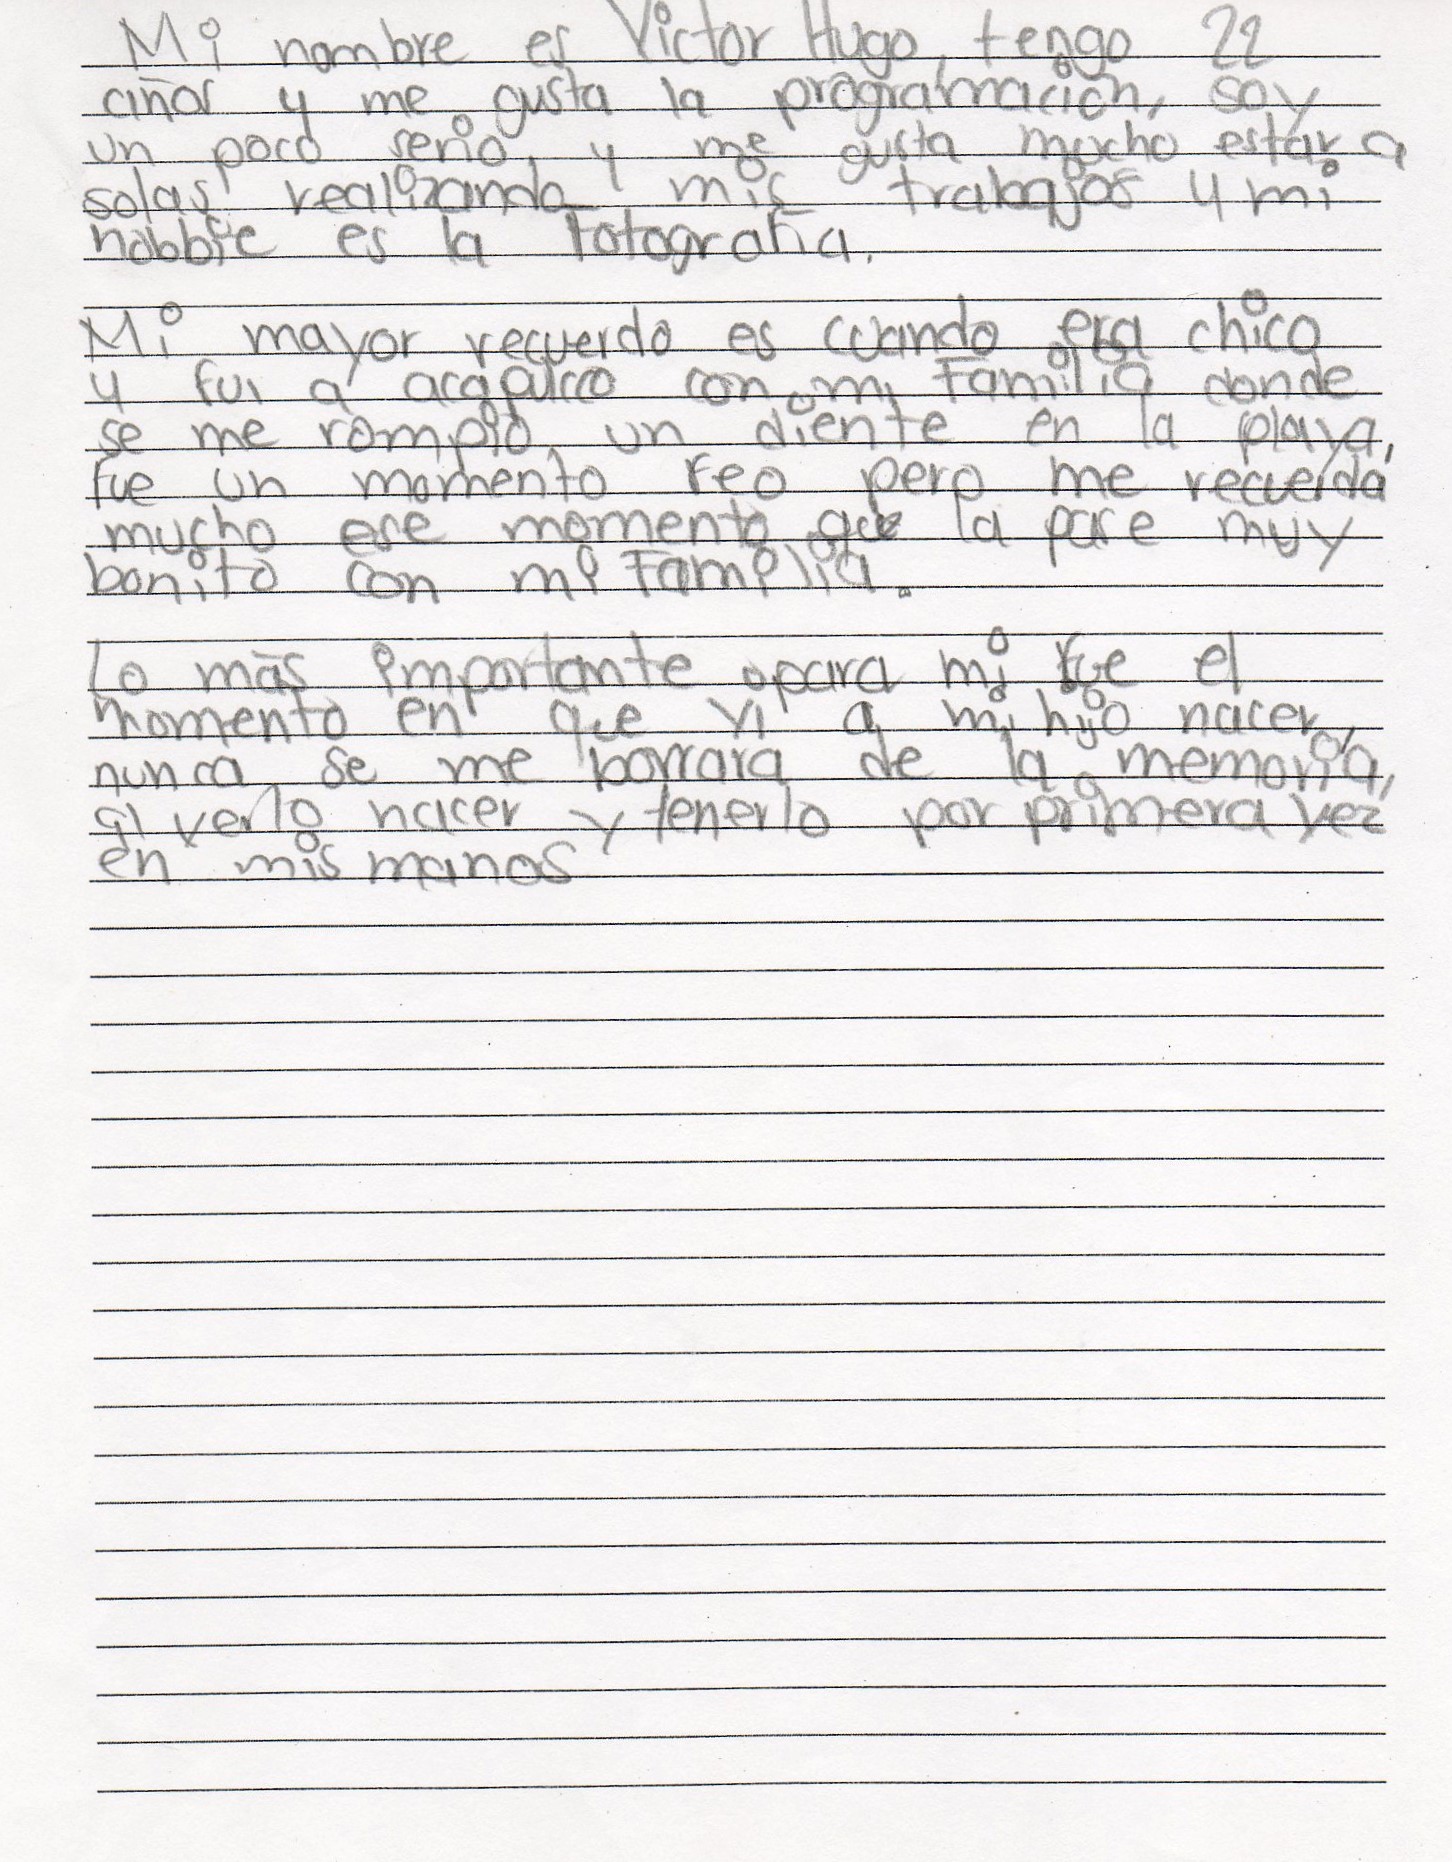 Mi nombre es Victor Hugo, tengo 22
años y me gusta la programación, soy
un poco serio, y me gusta mucho estar a
solas realizando mis trabajos y mi
hobbie es la Fotografia.
Mi mayor recuerdo es cuando era chico
y fui a acapulco con mi Familia donde
se me rompio un diente en la playa,
fue un momento feo pero me recuerda
mucho ese momento que la pase muy
bonito con mi Familia.
Lo más importante para mi fue el
momento en que vi a mi hijo nacer,
nunca se me borrara de la memoria,
al verlo nacer y tenerlo por primera vez
en mis manos